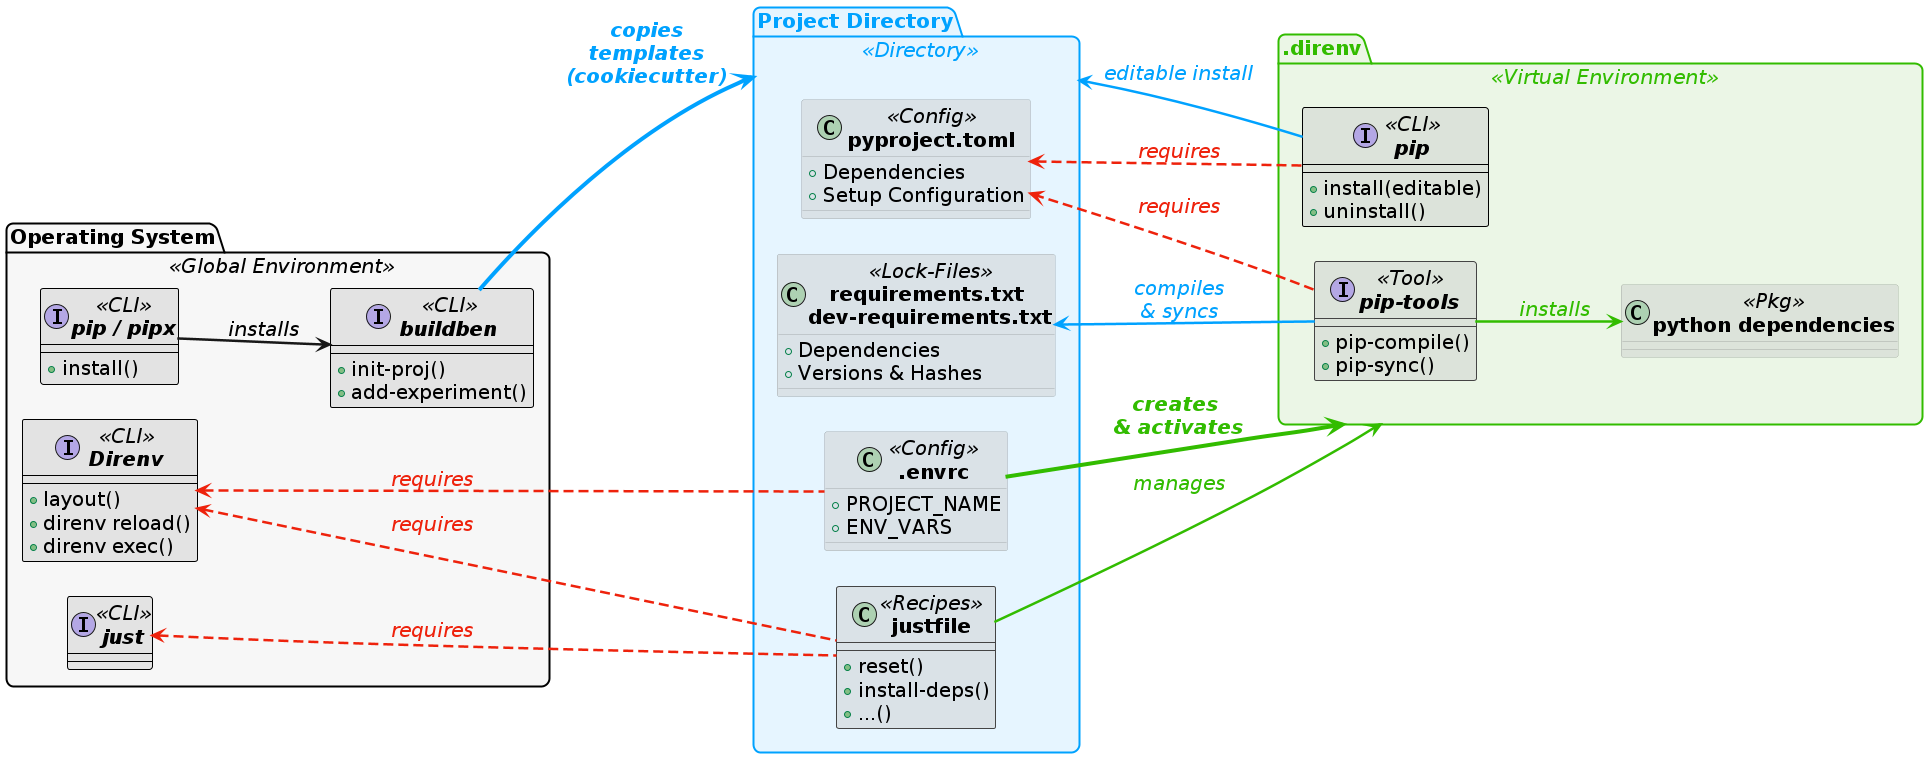 Operating System
«Global Environment»
I
«CLI»
pip / pipx
install()
installs
I
«CLI»
buildben
init-proj()
add-experiment()
I
«CLI»
Direnv
layout()
direnv reload()
direnv exec()
I
«CLI»
just
copies
templates
(cookiecutter)
requires
requires
requires
Project Directory
«Directory»
C
«Config»
pyproject.toml
Dependencies
Setup Configuration
C
«Lock-Files»
requirements.txt
dev-requirements.txt
Dependencies
Versions & Hashes
C
«Config»
.envrc
PROJECT_NAME
ENV_VARS
C
«Recipes»
justfile
reset()
install-deps()
...()
editable install
requires
requires
compiles
& syncs
creates
& activates
manages
.direnv
«Virtual Environment»
I
«CLI»
pip
install(editable)
uninstall()
I
«Tool»
pip-tools
pip-compile()
pip-sync()
installs
C
«Pkg»
python dependencies